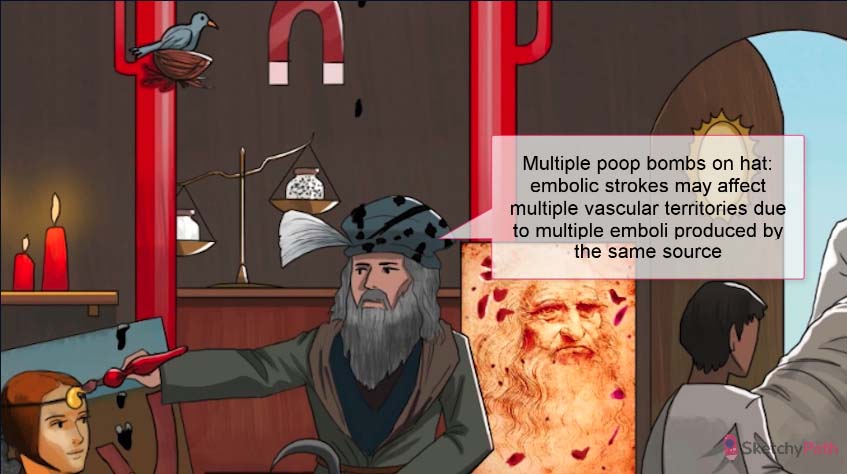 Multiple poop bombs on hat:
embolic strokes may affect
multiple vascular territories due
to multiple emboli produced by
the same source
SketchyPath